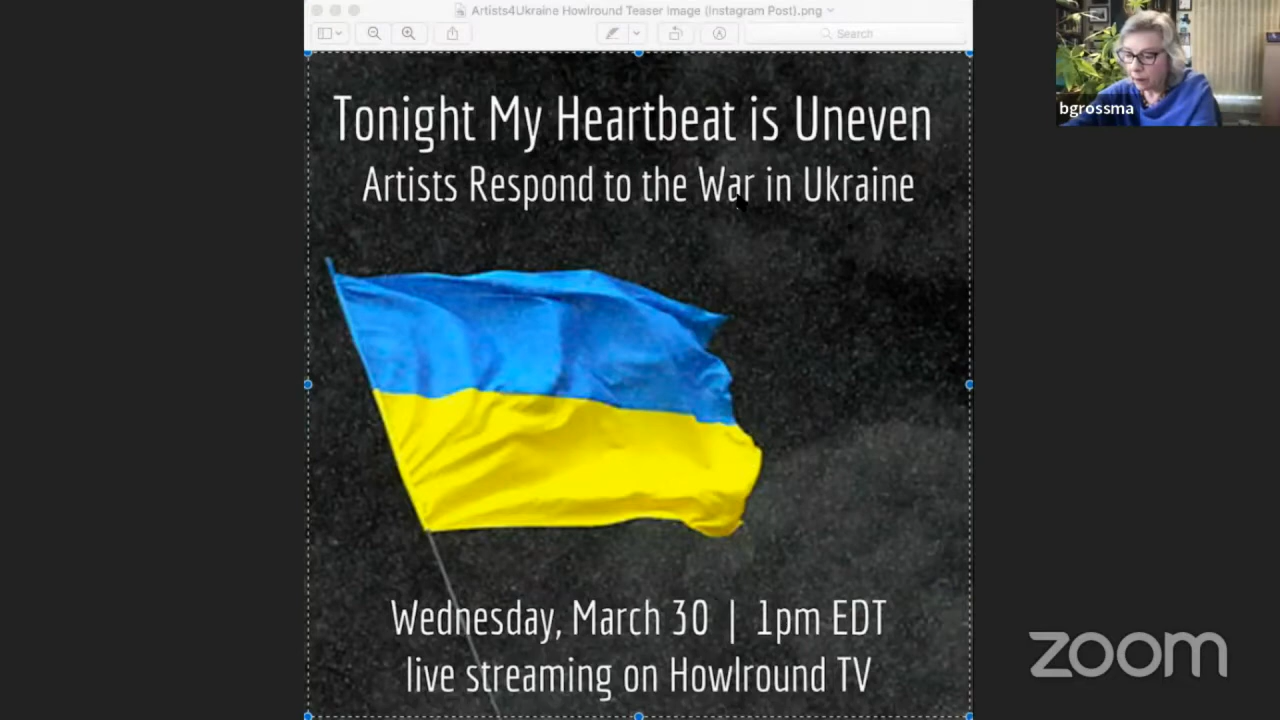 Artists4Ukraine Howlround Teaser Image (Instagram Post).png
Search
Tonight My Heartbeat is Uneven
Artists Respond to the War in Ukraine
Wednesday, March 30 | 1pm EDT
live streaming on Howlround TV
bgrossma
zoom